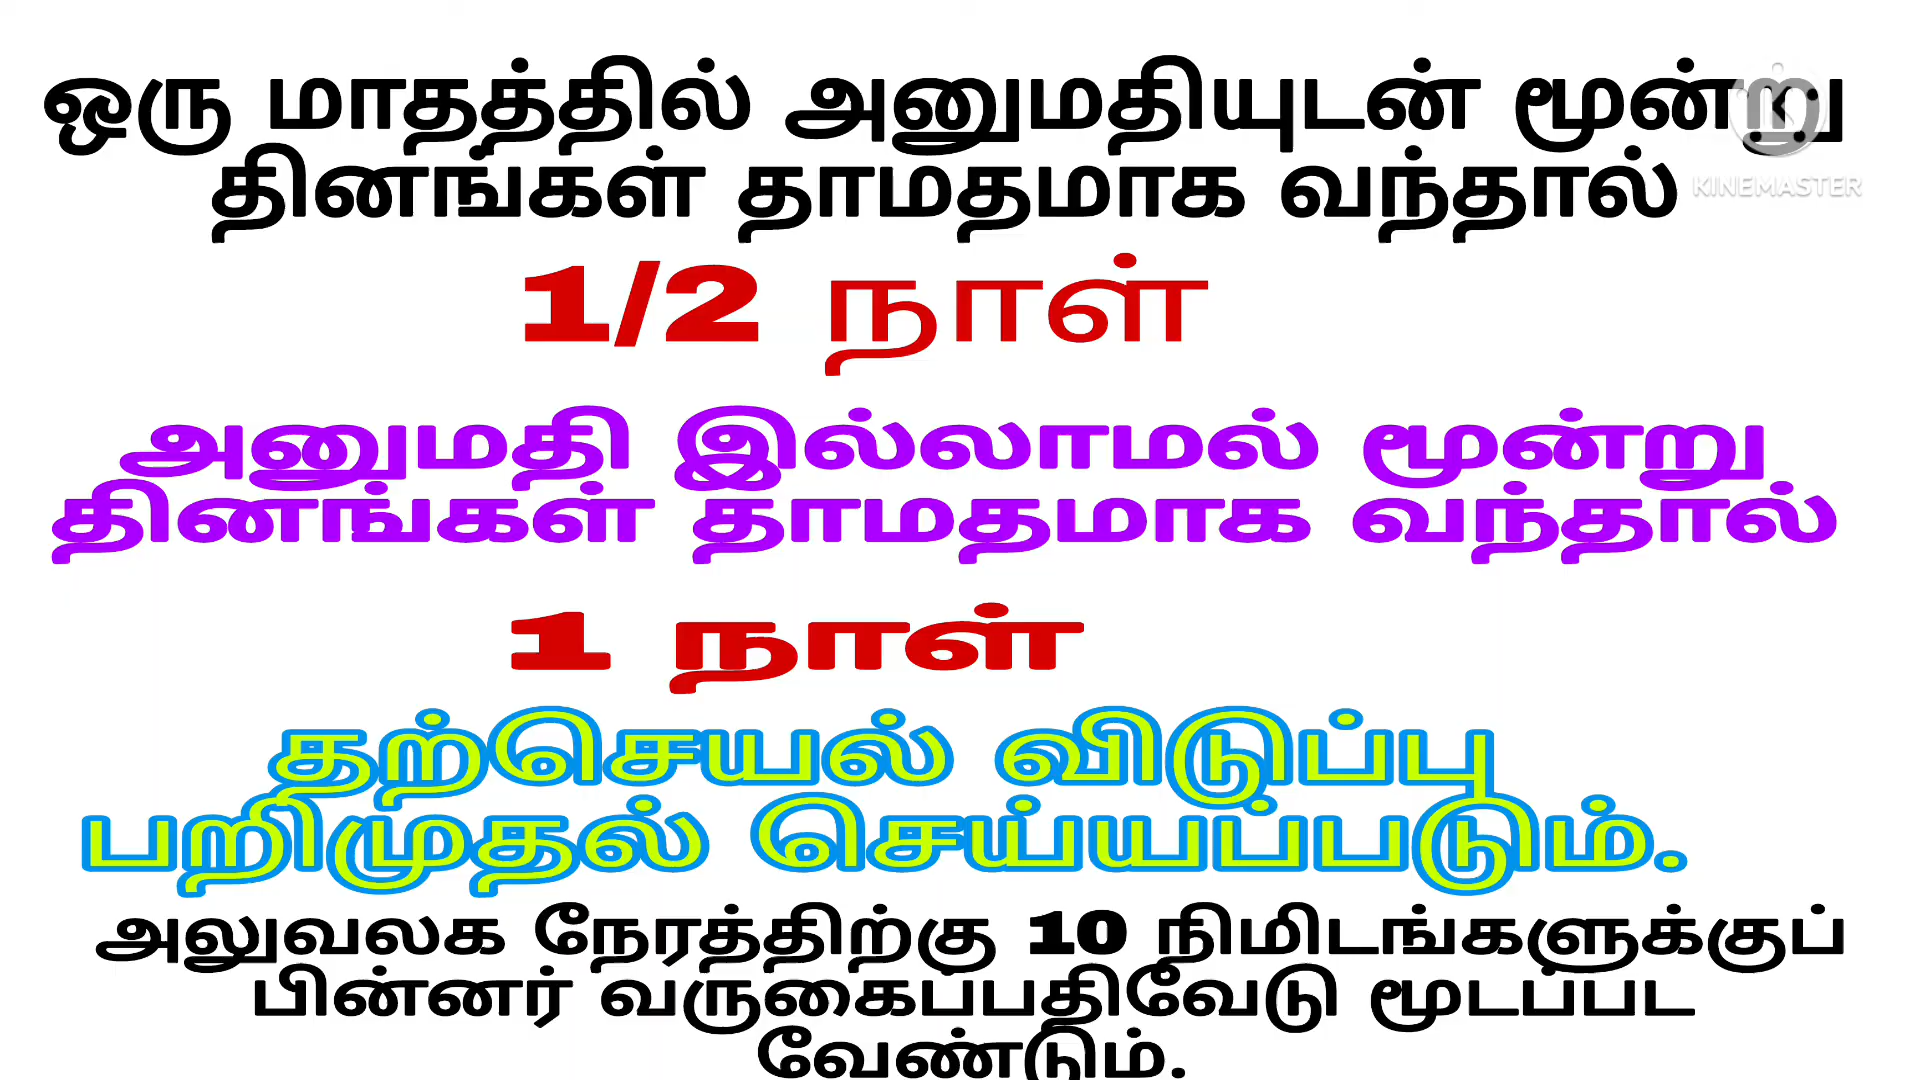 ஒரு மாதத்தில் அனுமதியுடன் மூன்று
தினங்கள் தாமதமாக வந்தால்
KINEMASTER
1/2 நாள்
அனுமதி இல்லாமல் மூன்று
தினங்கள் தாமதமாக வந்தால்
1 நாள்
தற்செயல் விடுப்பு
பறிமுதல் செய்யப்படும்.
அலுவலக நேரத்திற்கு 10 நிமிடங்களுக்குப்
பின்னர் வருகைப்பதிவேடு மூடப்பட
வேண்டும்.